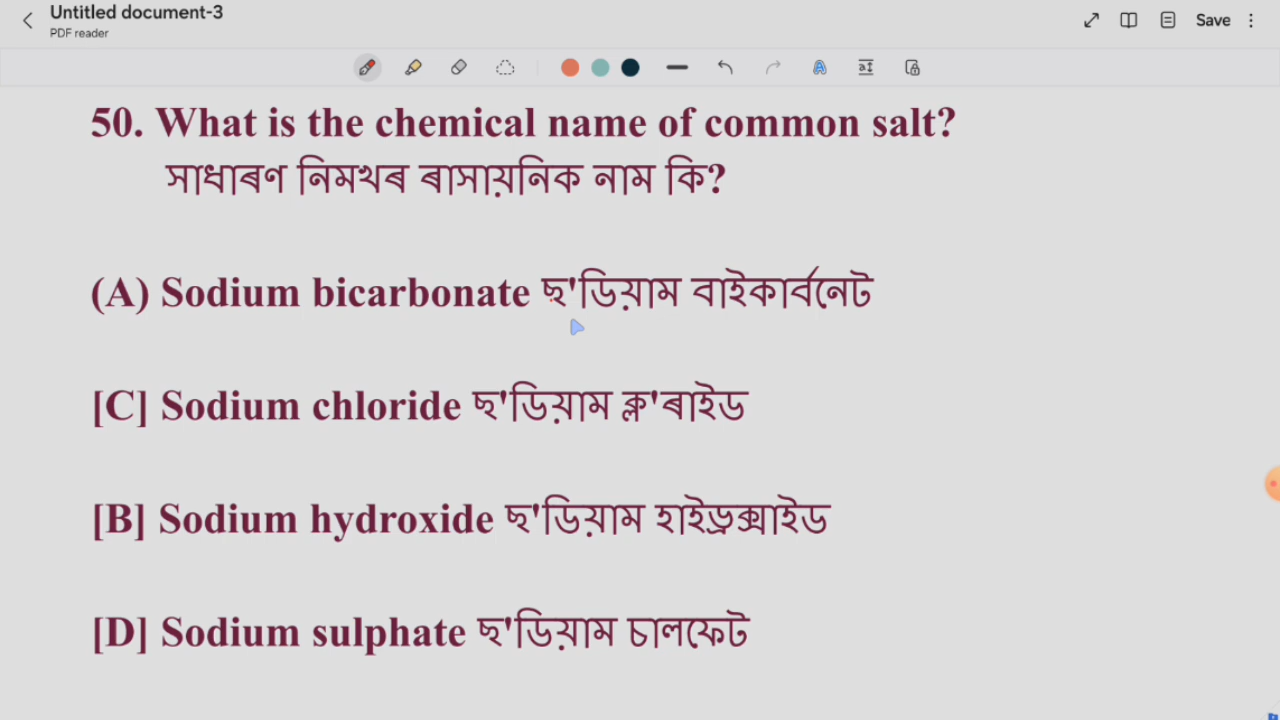 Untitled document-3
PDF reader
Save
50. What is the chemical name of common salt?
সাধাৰণ নিমখৰ ৰাসায়নিক নাম কি?
(A) Sodium bicarbonate ছ'ডিয়াম বাইকাৰ্বনেট
[C] Sodium chloride ছ'ডিয়াম ক্ল'ৰাইড
[B] Sodium hydroxide ছ'ডিয়াম হাইড্ৰক্সাইড
[D] Sodium sulphate ছ'ডিয়াম চালফেট